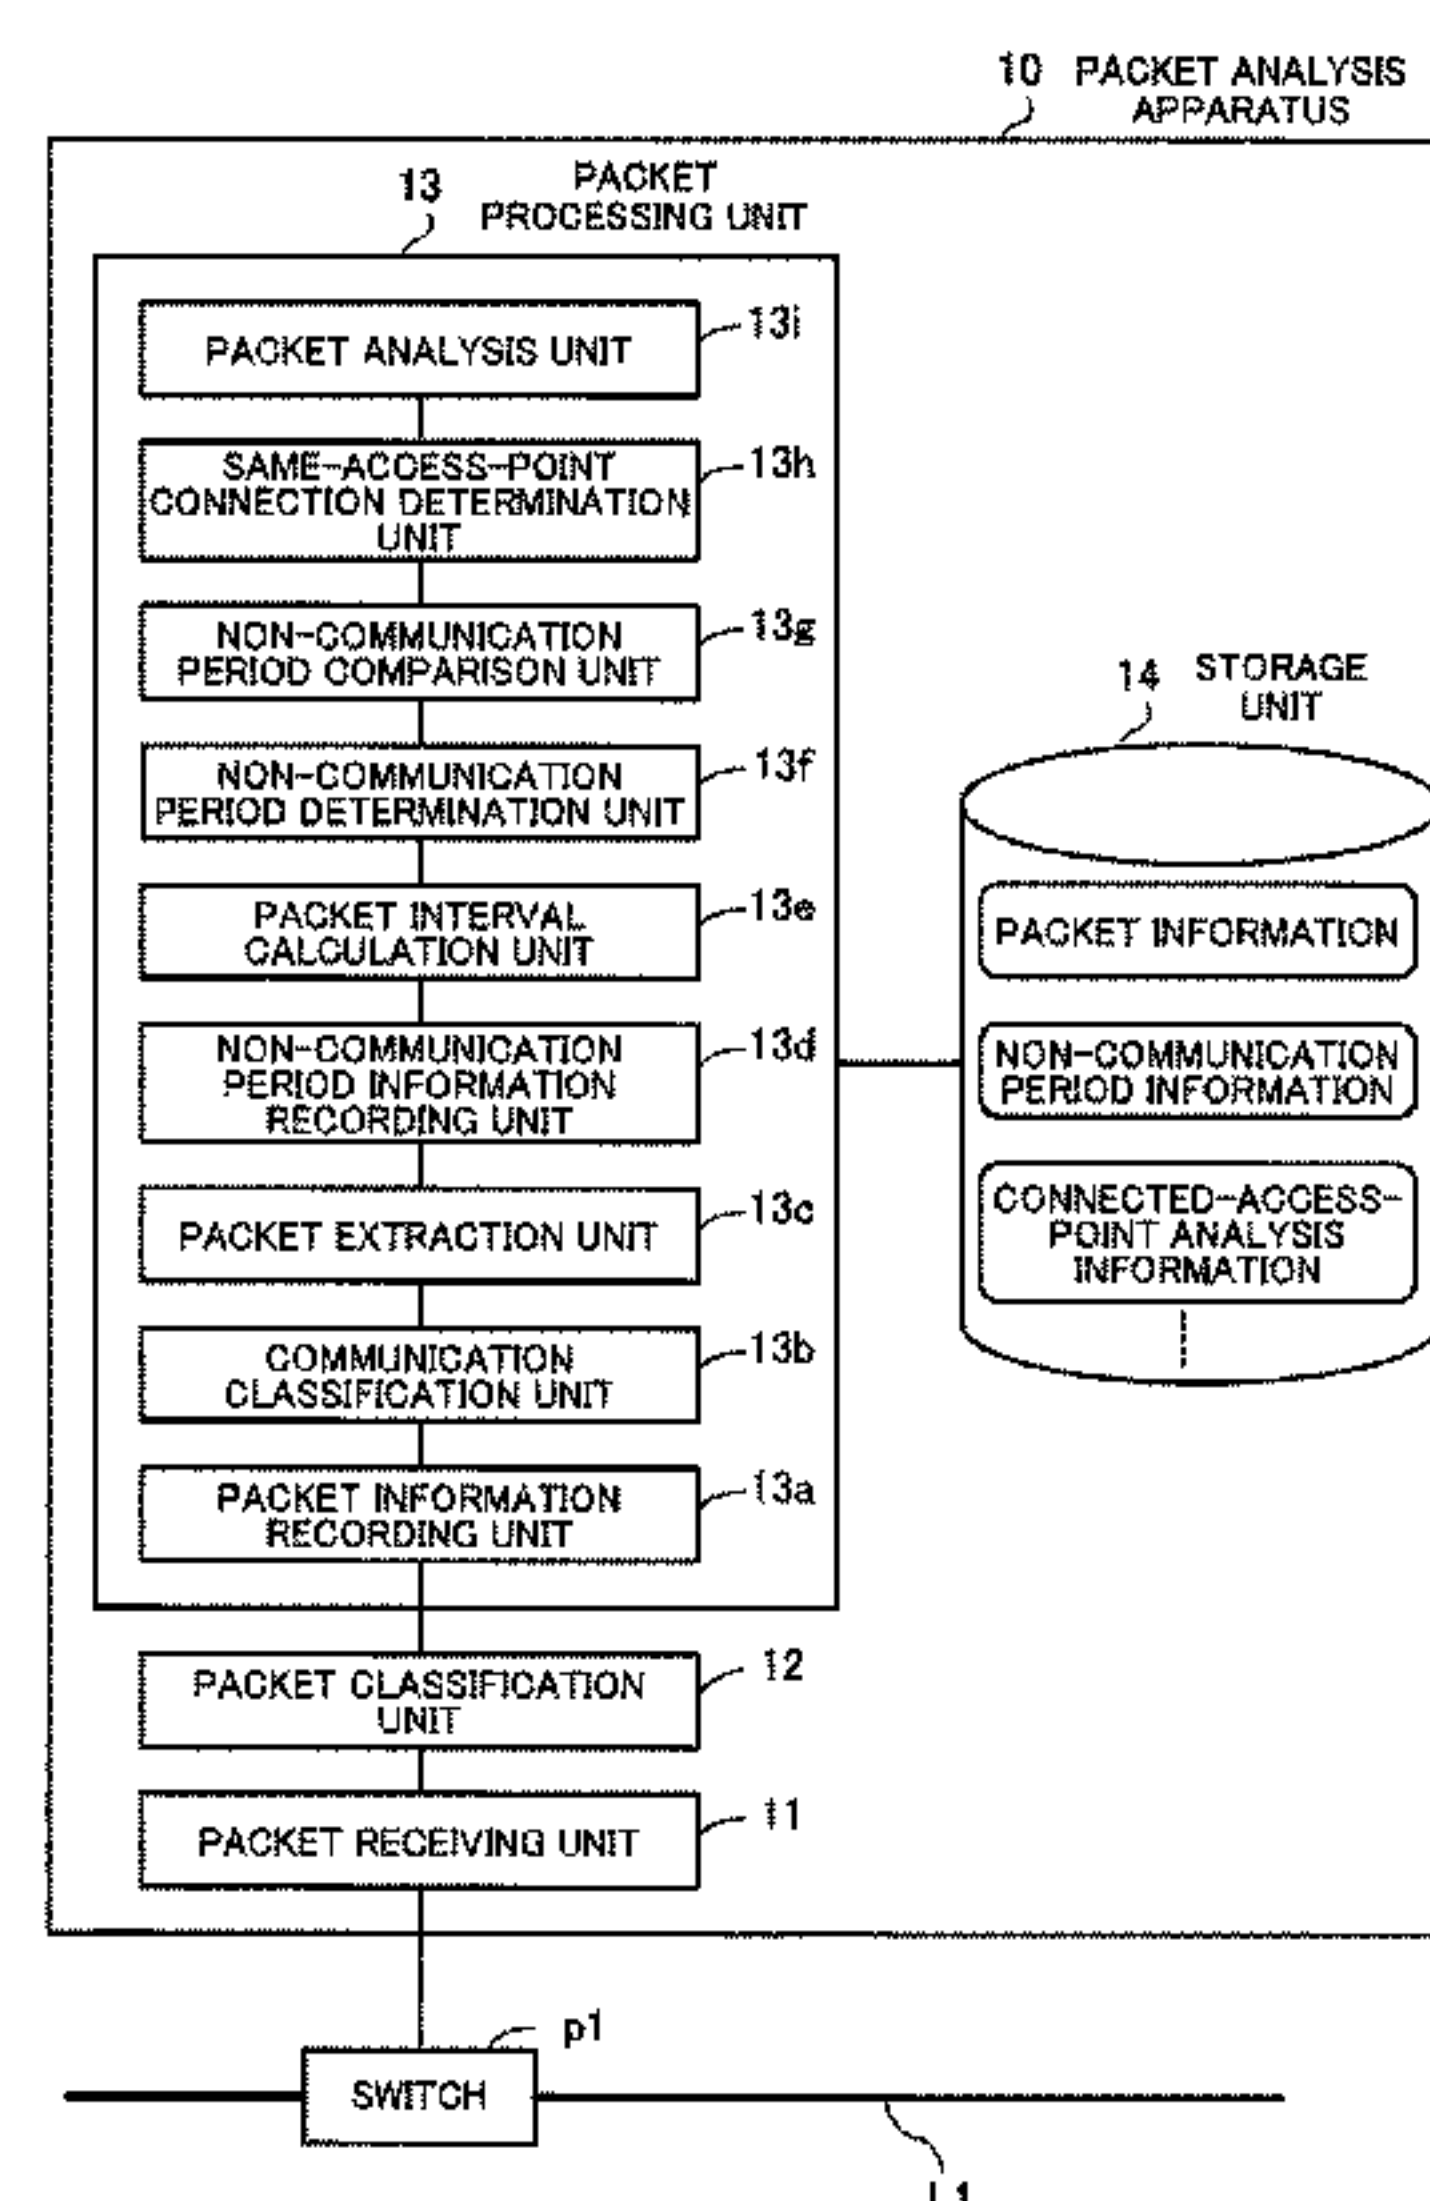 10 PACKET ANALYSIS
APPARATUS
13 PACKET
PROCESSING UNIT
PACKET ANALYSIS UNIT
13i
SAME-ACCESS-POINT
CONNECTION DETERMINATION
UNIT
13h
NON-COMMUNICATION
PERIOD COMPARISON UNIT
13g
NON-COMMUNICATION
PERIOD DETERMINATION UNIT
13f
PACKET INTERVAL
CALCULATION UNIT
13e
NON-COMMUNICATION
PERIOD INFORMATION
RECORDING UNIT
13d
PACKET EXTRACTION UNIT
13c
COMMUNICATION
CLASSIFICATION UNIT
13b
PACKET INFORMATION
RECORDING UNIT
13a
PACKET CLASSIFICATION
UNIT
12
PACKET RECEIVING UNIT
11
14 STORAGE
UNIT
PACKET INFORMATION
NON-COMMUNICATION
PERIOD INFORMATION
CONNECTED-ACCESS-
POINT ANALYSIS
INFORMATION
p1
SWITCH